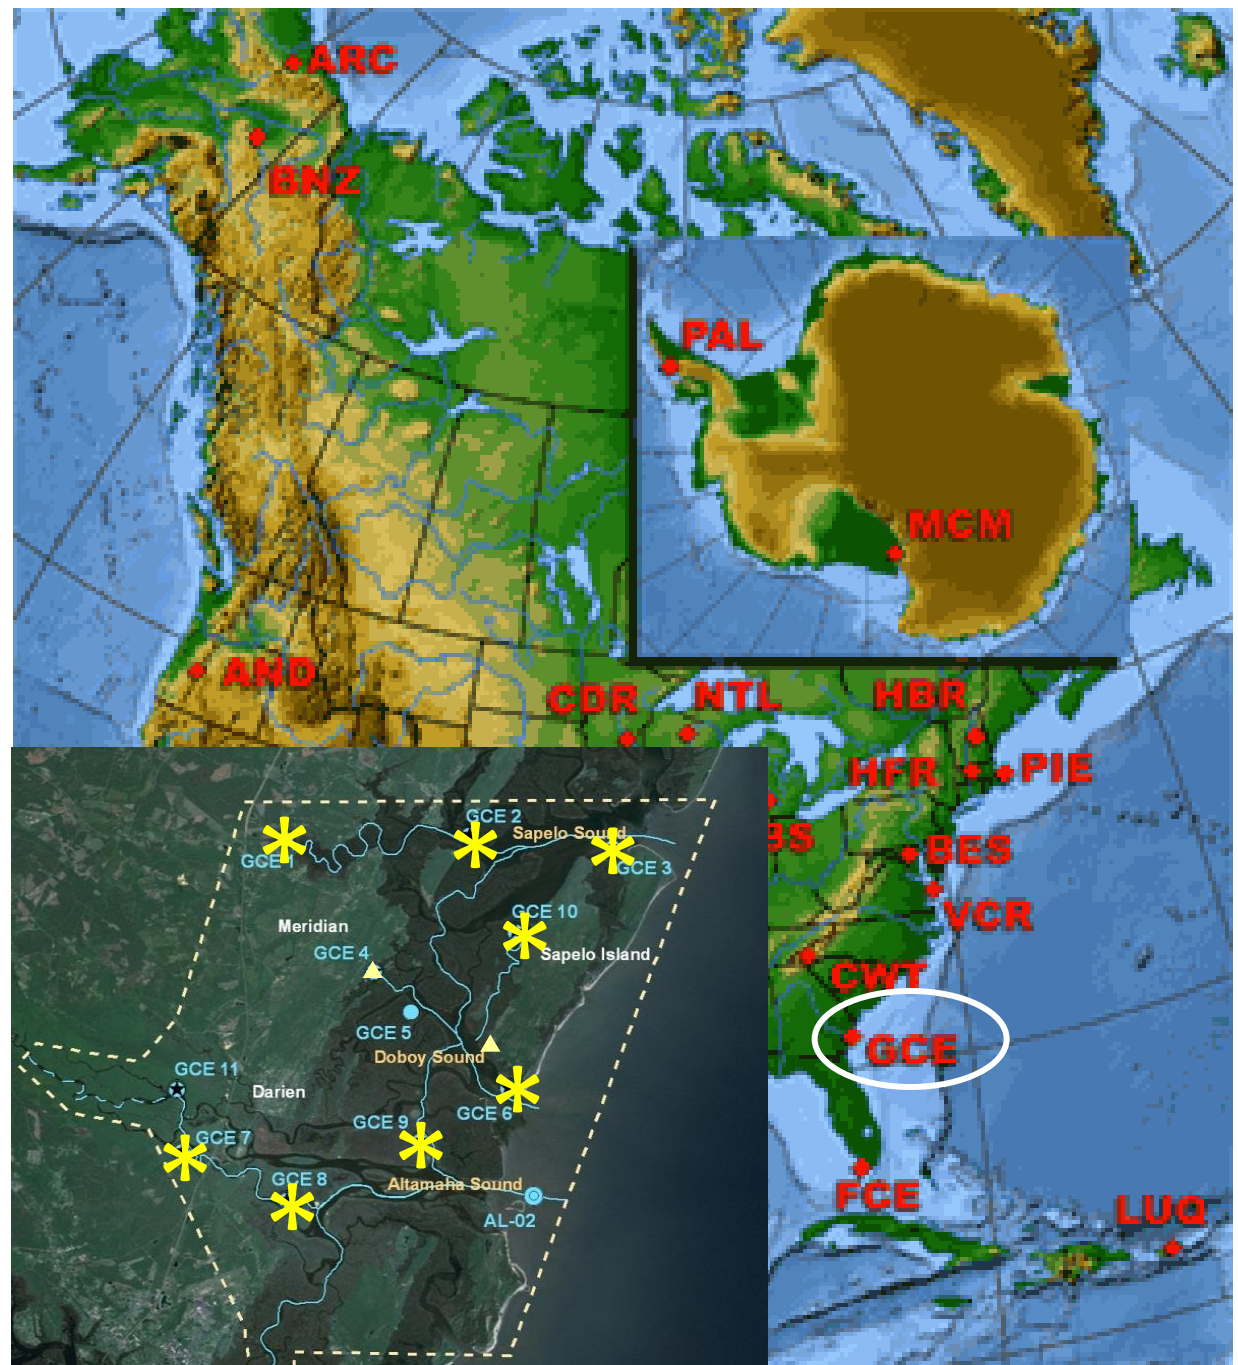 ARC
BNZ
PAL
MCM
AND
CDR
NTL
HBR
HFR
PIE
BS
BES
VCR
CWT
GCE
FCE
LUQ
GCE 2
Sapelo Sound
GCE 1
GCE 3
GCE 10
Meridian
GCE 4
Sapelo Island
GCE 5
Doboy Sound
GCE 11
Darien
GCE 6
GCE 9
GCE 7
GCE 8
Altamaha Sound
AL-02